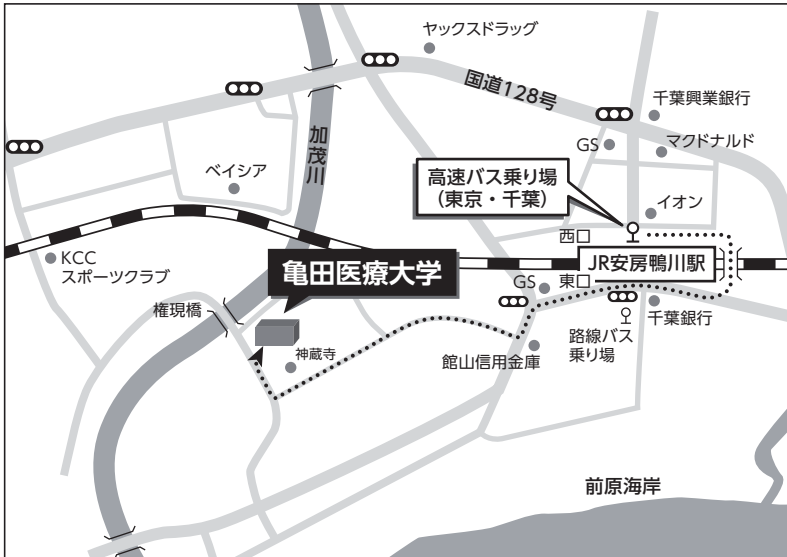 ヤックスドラッグ
国道128号
千葉興業銀行
GS
マクドナルド
加茂川
ベイシア
高速バス乗り場
(東京・千葉)
イオン
西口
JR安房鴨川駅
KCC
スポーツクラブ
亀田医療大学
GS
東口
権現橋
神蔵寺
館山信用金庫
路線バス
乗り場
千葉銀行
前原海岸